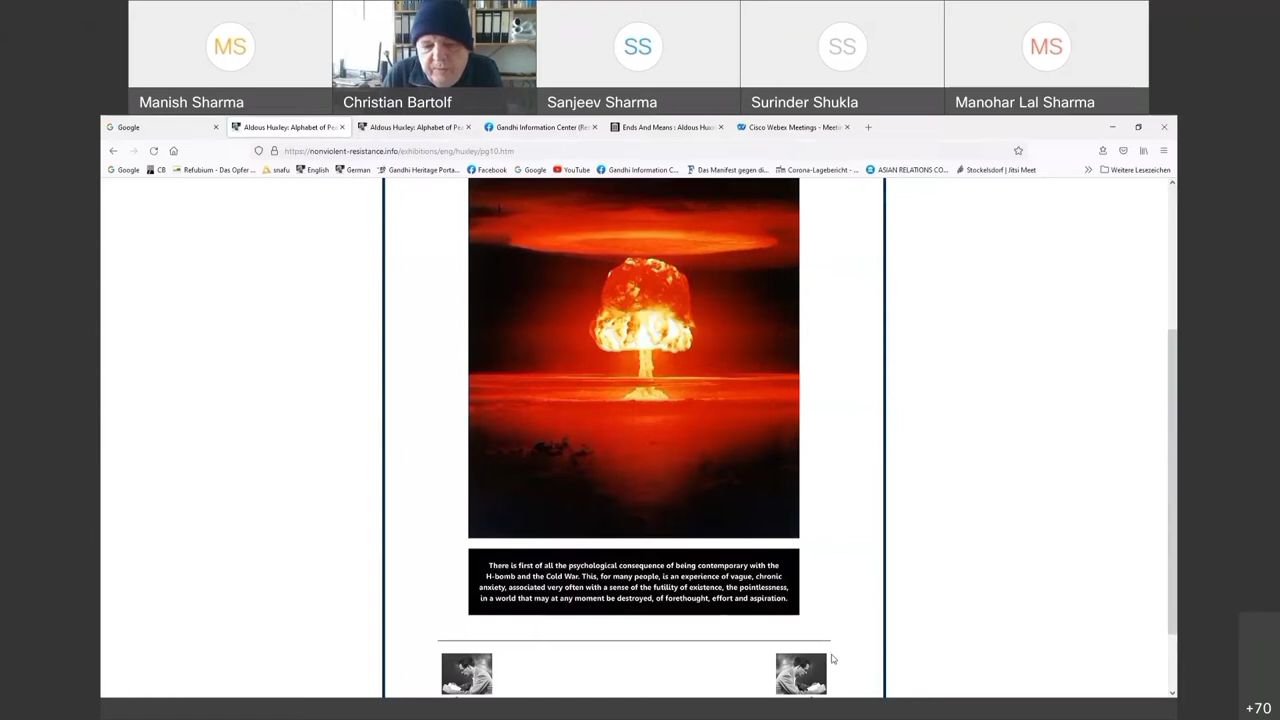 MS
SS
SS
MS
Manish Sharma
Christian Bartolf
Sanjeev Sharma
Surinder Shukla
Manohar Lal Sharma
Google
Aldous Huxley: Alphabet of Pea
Aldous Huxley: Alphabet of Pe
Gandhi Information Center (Re
Ends And Means : Aldous Hux
Cisco Webex Meetings - Meeti
https://nonviolent-resistance.info/exhibitions/eng/huxley/pg10.htm
Google
CB
Refubium - Das Opfer ...
snafu
English
German
Gandhi Heritage Porta...
Facebook
Google
YouTube
Gandhi Information C...
Das Manifest gegen di...
Corona-Lagebericht - ...
ASIAN RELATIONS CO...
Stockelsdorf | Jitsi Meet
Weitere Lesezeichen
There is first of all the psychological consequence of being contemporary with the
H-bomb and the Cold War. This, for many people, is an experience of vague, chronic
anxiety, associated very often with a sense of the futility of existence, the pointlessness,
in a world that may at any moment be destroyed, of forethought, effort and aspiration.
+70